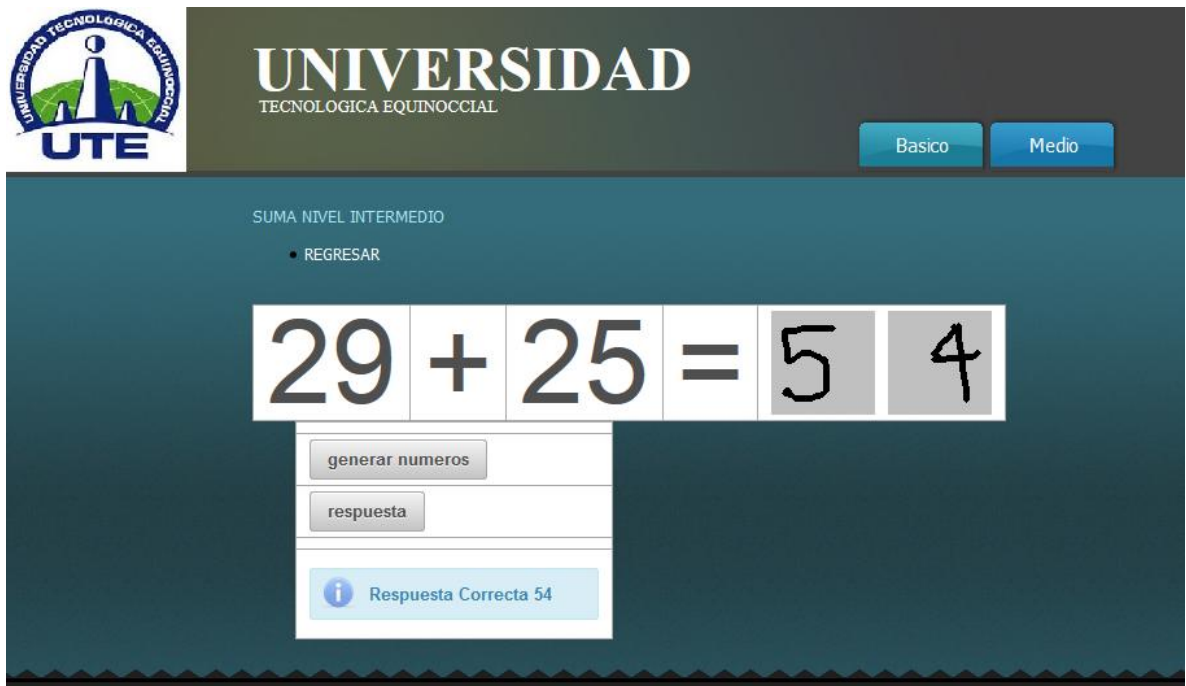 UNIVERSIDAD TECNOLOGICA EQUINOCCIAL
UTE
UNIVERSIDAD
TECNOLOGICA EQUINOCCIAL
Basico
Medio
SUMA NIVEL INTERMEDIO
• REGRESAR
29 + 25 = 5 4
generar numeros
respuesta
i
Respuesta Correcta 54